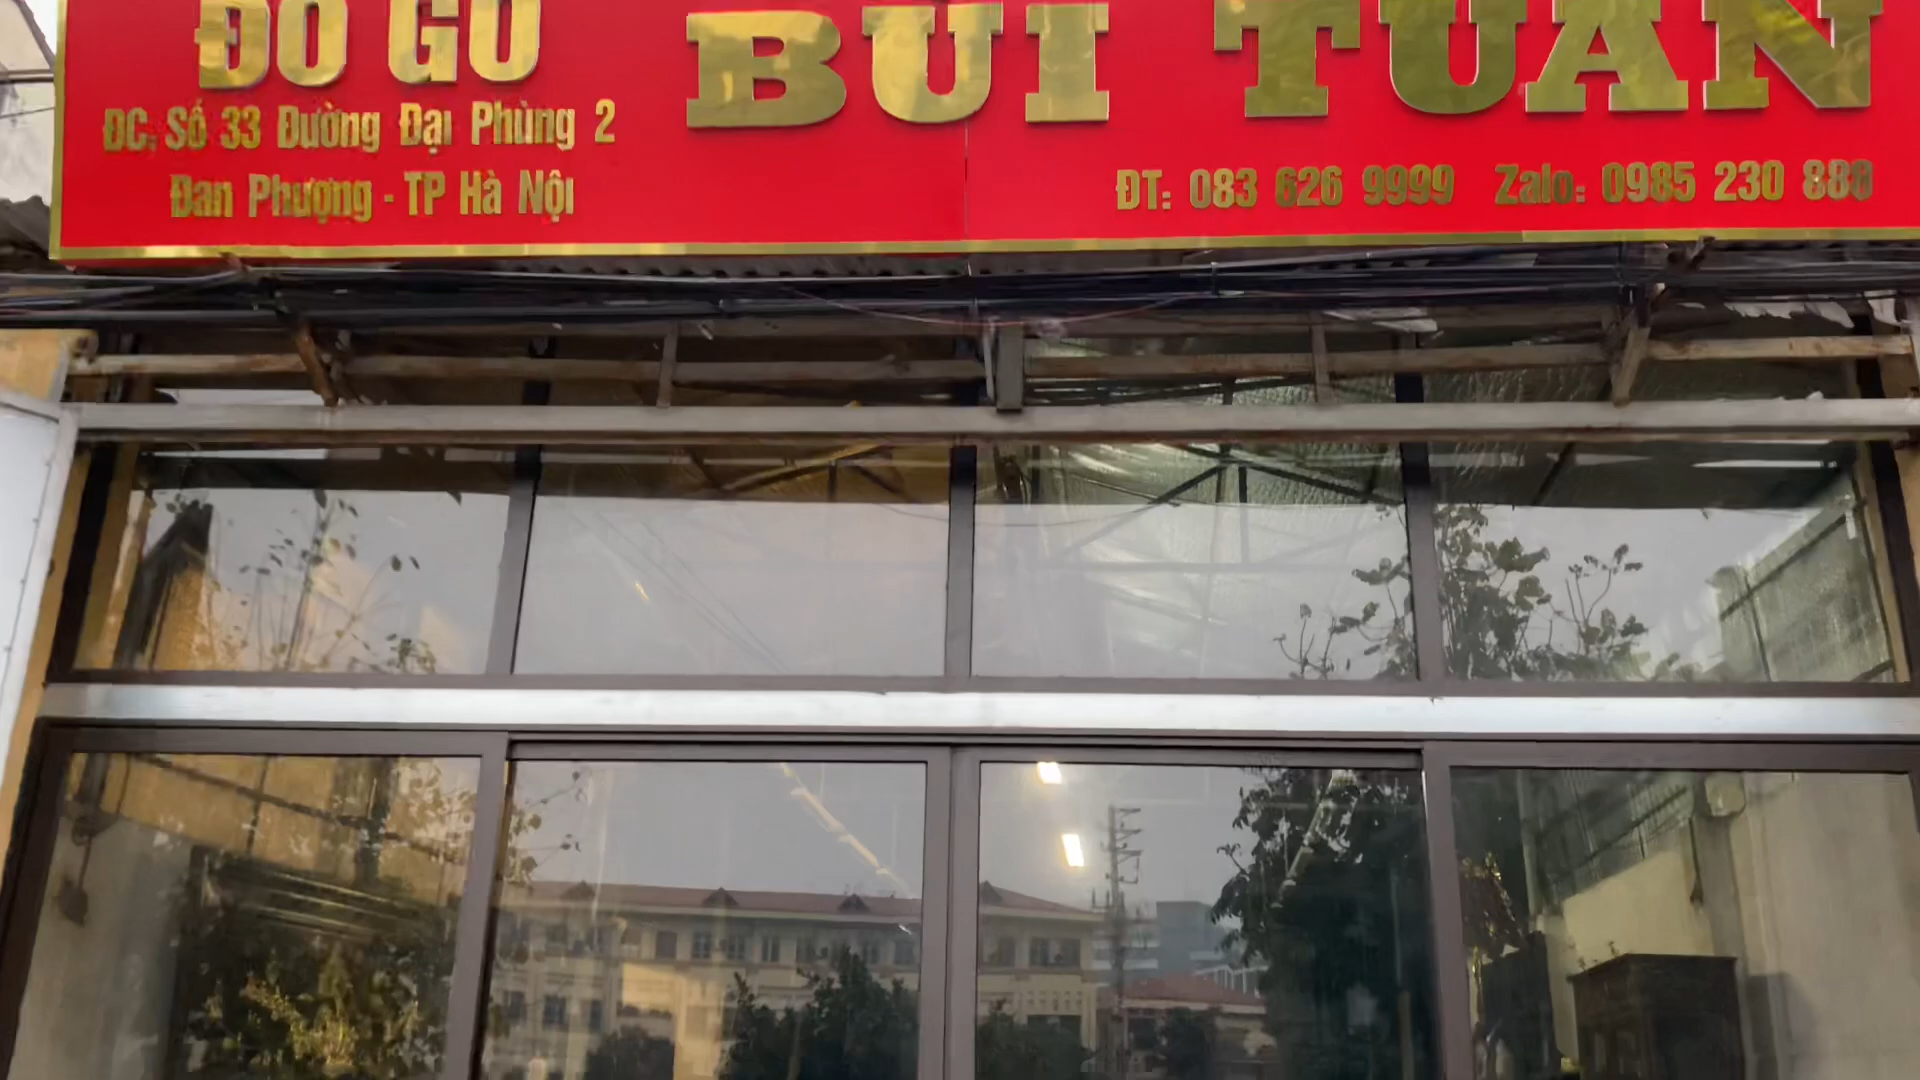 ĐỒ GỖ
BÙI TUẤN
ĐC: Số 33 Đường Đại Phùng 2
Đan Phượng - TP Hà Nội
ĐT: 083 626 9999 Zalo: 0985 230 888